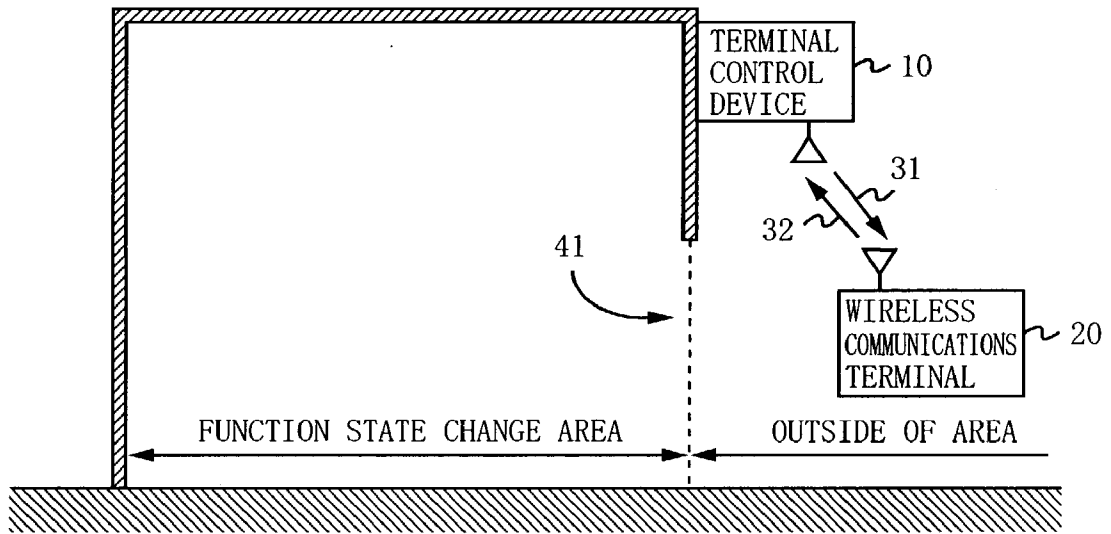 TERMINAL
CONTROL
DEVICE
10
31
32
41
WIRELESS
COMMUNICATIONS
TERMINAL
20
FUNCTION STATE CHANGE AREA
OUTSIDE OF AREA